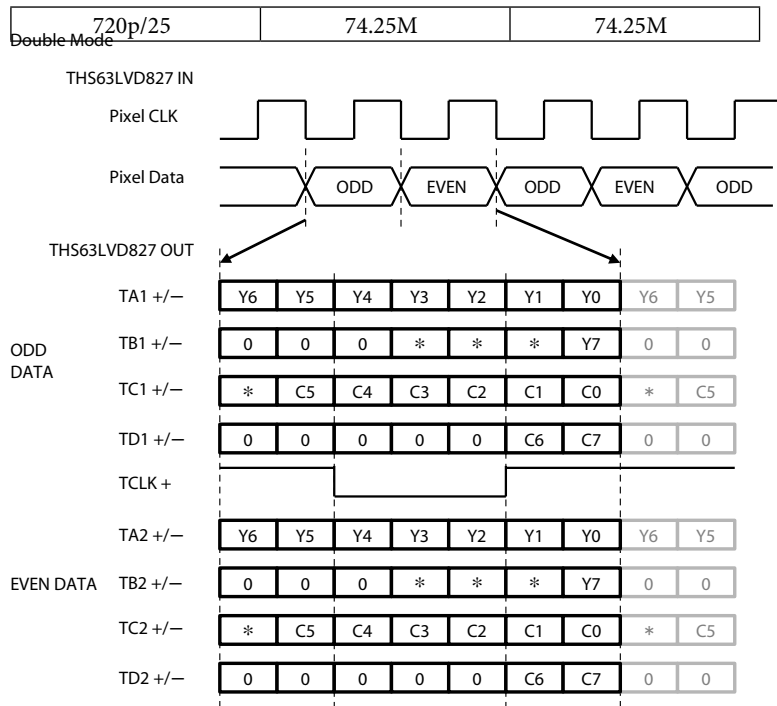 720p/25 74.25M 74.25M
Double Mode
THS63LVD827 IN
Pixel CLK
Pixel Data ODD EVEN ODD EVEN ODD
THS63LVD827 OUT
TA1 +/− Y6 Y5 Y4 Y3 Y2 Y1 Y0 Y6 Y5
TB1 +/− 0 0 0 * * * Y7 0 0
ODD
DATA
TC1 +/− * C5 C4 C3 C2 C1 C0 * C5
TD1 +/− 0 0 0 0 0 C6 C7 0 0
TCLK +
TA2 +/− Y6 Y5 Y4 Y3 Y2 Y1 Y0 Y6 Y5
EVEN DATA TB2 +/− 0 0 0 * * * Y7 0 0
TC2 +/− * C5 C4 C3 C2 C1 C0 * C5
TD2 +/− 0 0 0 0 0 C6 C7 0 0